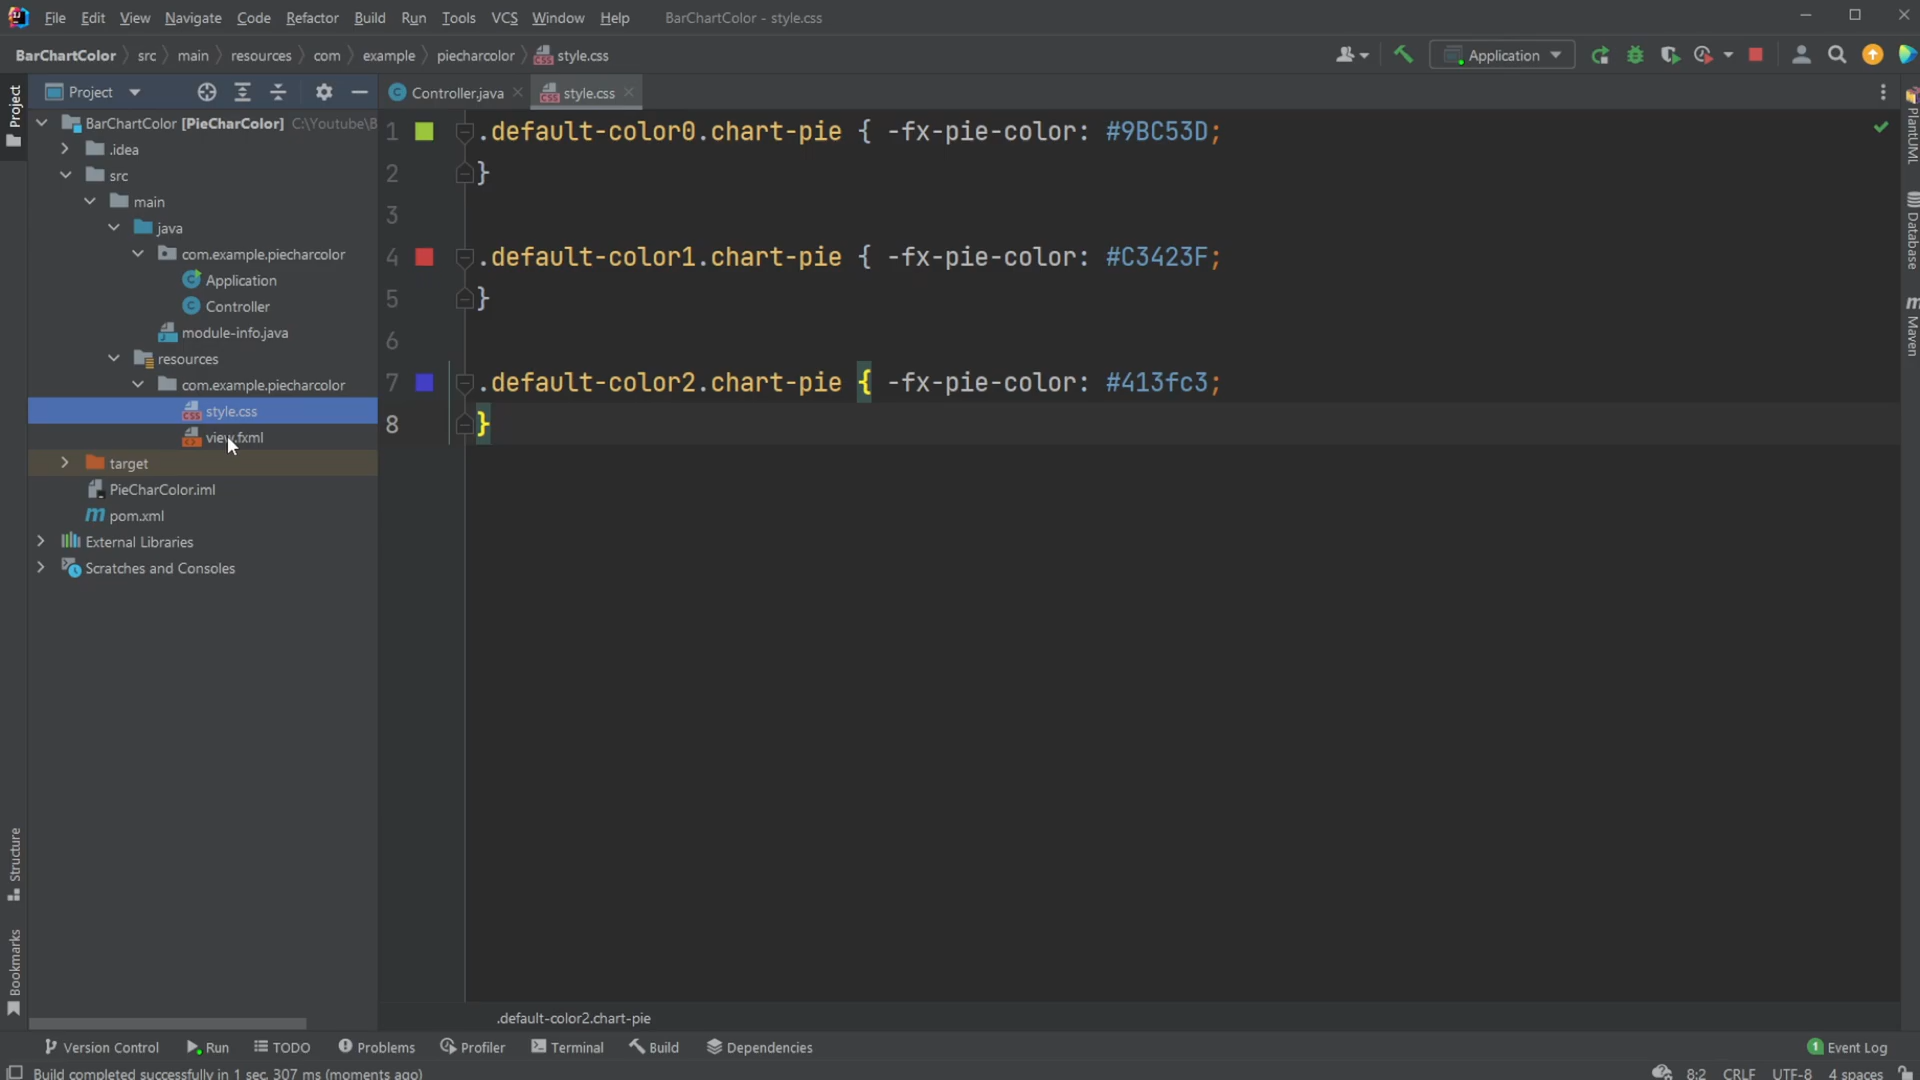 File Edit View Navigate Code Refactor Build Run Tools VCS Window Help BarChartColor - style.css
BarChartColor src main resources com example piecharcolor style.css Application
Project Controller.java style.css
BarChartColor [PieCharColor] C:\Youtube\B
.idea
src
main
java
com.example.piecharcolor
Application
Controller
module-info.java
resources
com.example.piecharcolor
style.css
view.fxml
target
PieCharColor.iml
pom.xml
External Libraries
Scratches and Consoles
1 .default-color0.chart-pie { -fx-pie-color: #9BC53D;
2 }
3
4 .default-color1.chart-pie { -fx-pie-color: #C3423F;
5 }
6
7 .default-color2.chart-pie { -fx-pie-color: #413fc3;
8 }
Project
Structure
Bookmarks
PlantUML
Database
Maven
.default-color2.chart-pie
Version Control Run TODO Problems Profiler Terminal Build Dependencies 1 Event Log
Build completed successfully in 1 sec, 307 ms (moments ago) 8:2 CRLF UTF-8 4 spaces